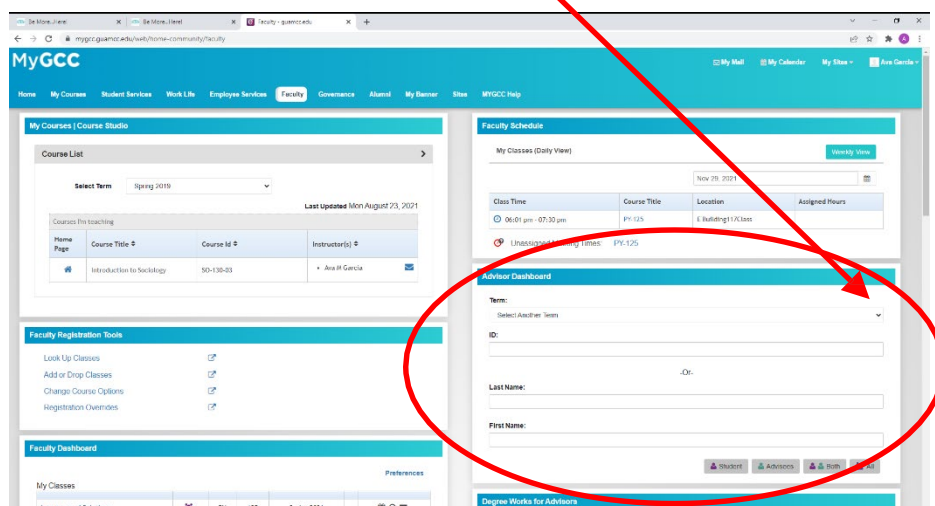 Be More...Here!
Be More...Here!
Faculty - guamcc.edu
mygcc.guamcc.edu/web/home-community/faculty
MyGCC
My Mail
My Calendar
My Sites
Ava Garcia
Home
My Courses
Student Services
Work Life
Employee Services
Faculty
Governance
Alumni
My Banner
Sites
MYGCC Help
My Courses | Course Studio
Course List
Select Term
Spring 2019
Last Updated Mon August 23, 2021
Courses I'm teaching
Home Page
Course Title
Course Id
Instructor(s)
Introduction to Sociology
SO-130-03
Ava M Garcia
Faculty Registration Tools
Look Up Classes
Add or Drop Classes
Change Course Options
Registration Overrides
Faculty Dashboard
Preferences
My Classes
Faculty Schedule
My Classes (Daily View)
Weekly View
Nov 29, 2021
Class Time
Course Title
Location
Assigned Hours
06:01 pm - 07:30 pm
PY-125
E Building117Class
Unassigned Meeting Times:
PY-125
Advisor Dashboard
Term:
Select Another Term
ID:
-Or-
Last Name:
First Name:
Student
Advisees
Both
All
Degree Works for Advisors